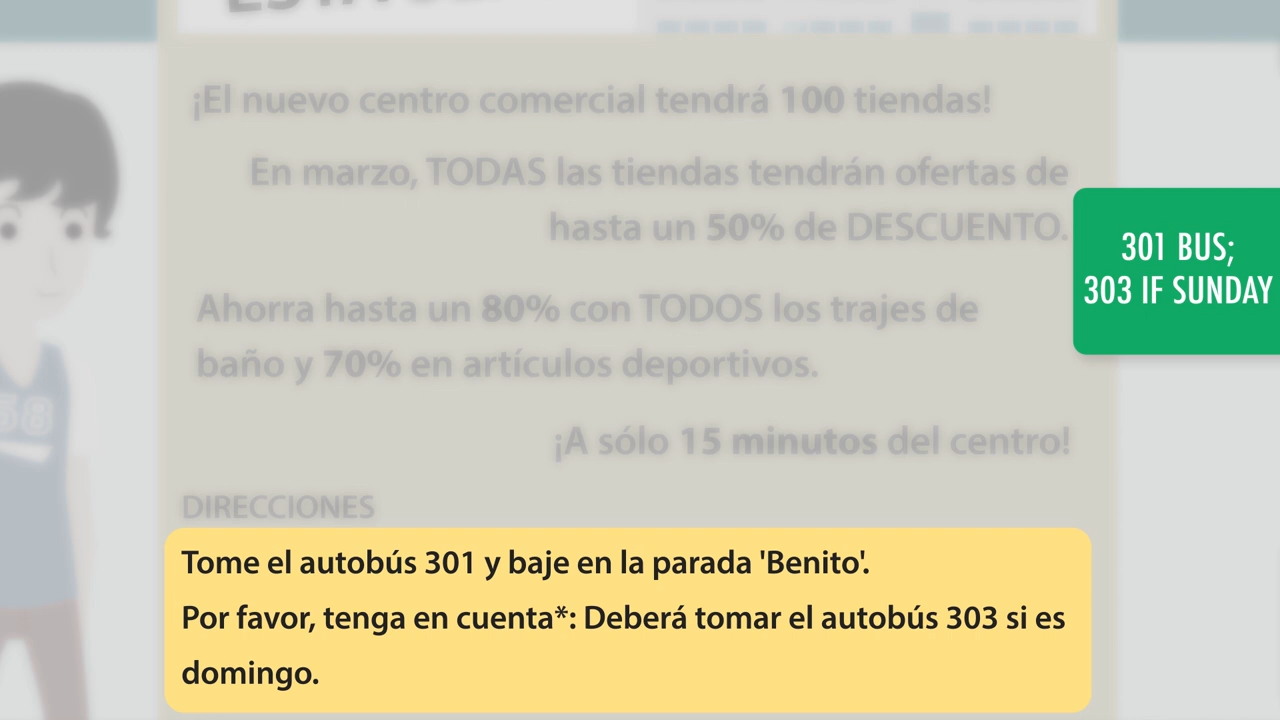 ¡El nuevo centro comercial tendrá 100 tiendas!
En marzo, TODAS las tiendas tendrán ofertas de
hasta un 50% de DESCUENTO.
301 BUS;
303 IF SUNDAY
Ahorra hasta un 80% con TODOS los trajes de
baño y 70% en artículos deportivos.
58
¡A sólo 15 minutos del centro!
DIRECCIONES
Tome el autobús 301 y baje en la parada 'Benito'.
Por favor, tenga en cuenta*: Deberá tomar el autobús 303 si es
domingo.